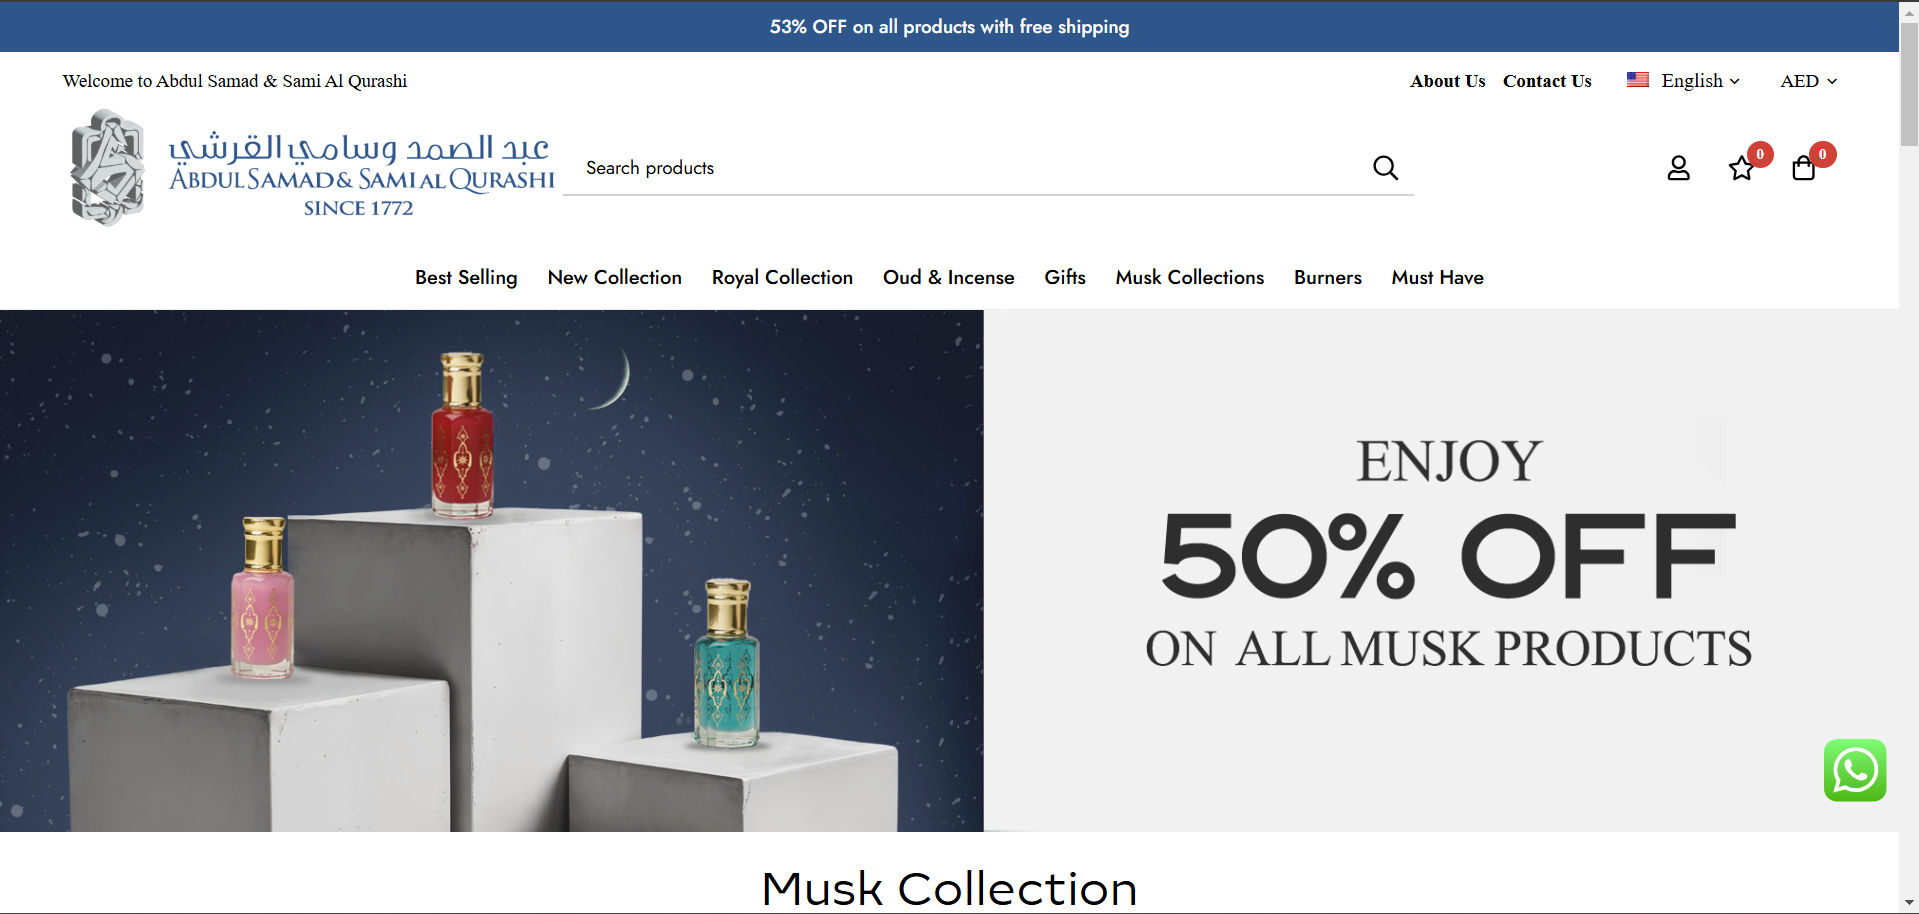 53% OFF on all products with free shipping
Welcome to Abdul Samad & Sami Al Qurashi
About Us
Contact Us
English
AED
عبد الصمد وسامي القرشي
ABDUL SAMAD & SAMI AL QURASHI
SINCE 1772
Search products
0
0
Best Selling
New Collection
Royal Collection
Oud & Incense
Gifts
Musk Collections
Burners
Must Have
ENJOY
50% OFF
ON ALL MUSK PRODUCTS
Musk Collection